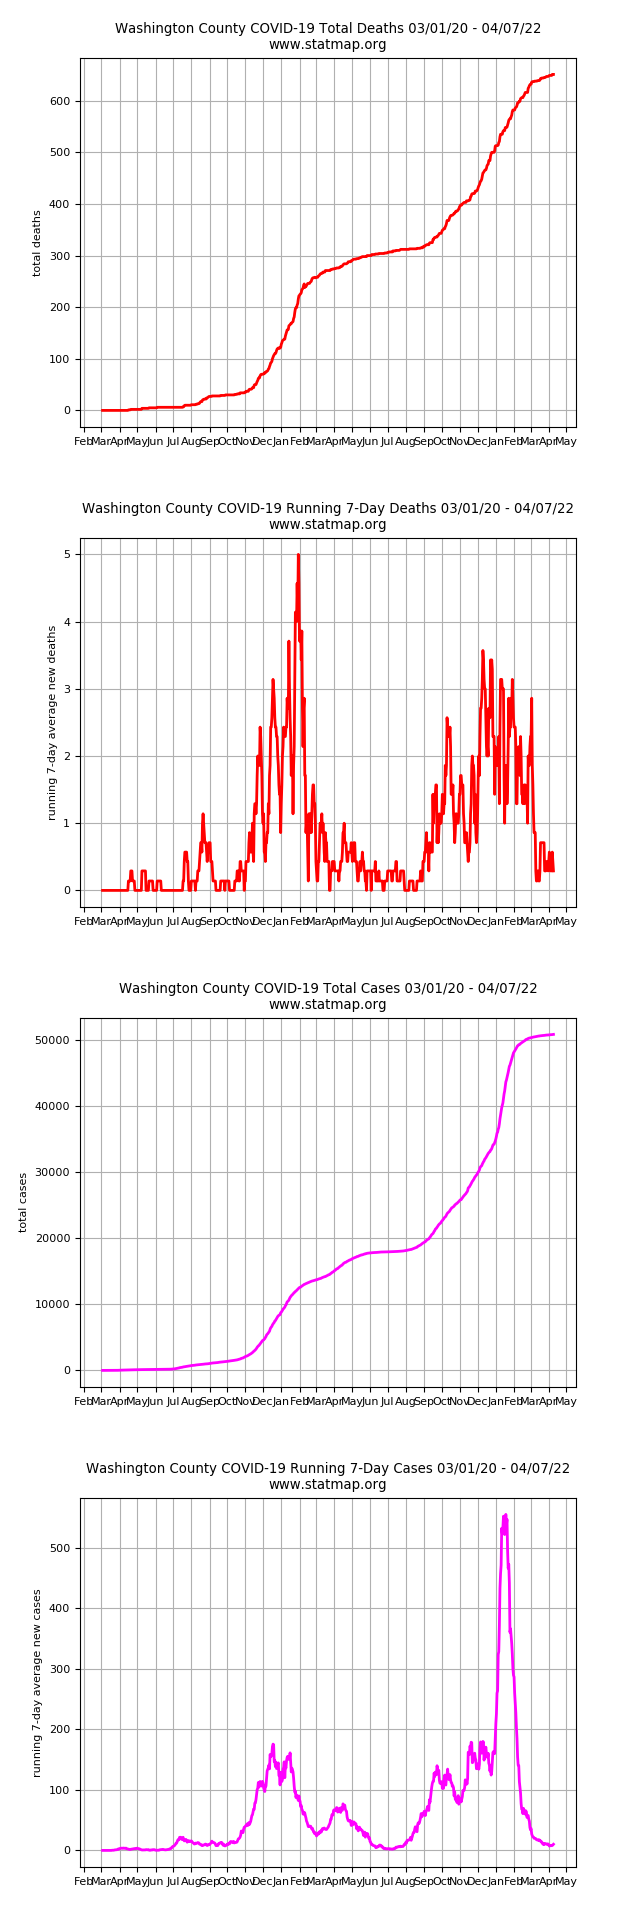 Washington County COVID-19 Total Deaths 03/01/20 - 04/07/22
www.statmap.org
total deaths
600
500
400
300
200
100
0
Feb Mar Apr May Jun Jul Aug Sep Oct Nov Dec Jan Feb Mar Apr May Jun Jul Aug Sep Oct Nov Dec Jan Feb Mar Apr May
Washington County COVID-19 Running 7-Day Deaths 03/01/20 - 04/07/22
www.statmap.org
running 7-day average new deaths
5
4
3
2
1
0
Feb Mar Apr May Jun Jul Aug Sep Oct Nov Dec Jan Feb Mar Apr May Jun Jul Aug Sep Oct Nov Dec Jan Feb Mar Apr May
Washington County COVID-19 Total Cases 03/01/20 - 04/07/22
www.statmap.org
total cases
50000
40000
30000
20000
10000
0
Feb Mar Apr May Jun Jul Aug Sep Oct Nov Dec Jan Feb Mar Apr May Jun Jul Aug Sep Oct Nov Dec Jan Feb Mar Apr May
Washington County COVID-19 Running 7-Day Cases 03/01/20 - 04/07/22
www.statmap.org
running 7-day average new cases
500
400
300
200
100
0
Feb Mar Apr May Jun Jul Aug Sep Oct Nov Dec Jan Feb Mar Apr May Jun Jul Aug Sep Oct Nov Dec Jan Feb Mar Apr May